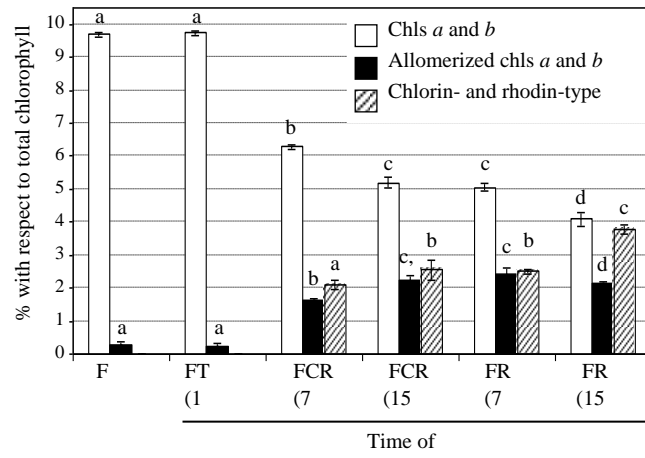 % with respect to total chlorophyll
10
9
8
7
6
5
4
3
2
1
0
Chls a and b
Allomerized chls a and b
Chlorin- and rhodin-type
a a
a a
b b a
c c, b
c c b
d d c
F FT FCR FCR FR FR
(1 (7 (15 (7 (15
Time of